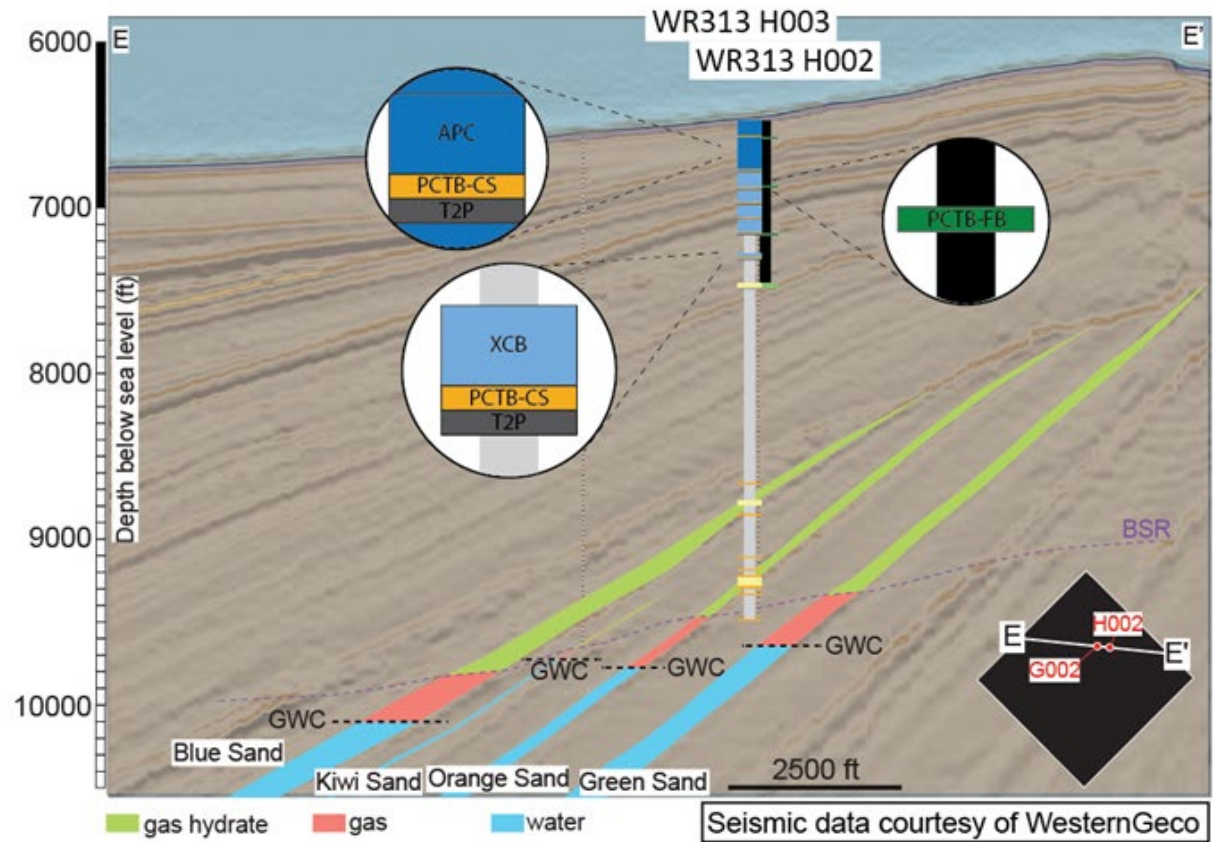 WR313 H003
WR313 H002
6000
E
E'
APC
PCTB-CS
T2P
PCTB-FB
7000
XCB
PCTB-CS
T2P
Depth below sea level (ft)
8000
9000
BSR
H002
E
E'
G002
GWC
GWC
GWC
10000
Blue Sand
Kiwi Sand
Orange Sand
Green Sand
2500 ft
gas hydrate
gas
water
Seismic data courtesy of WesternGeco